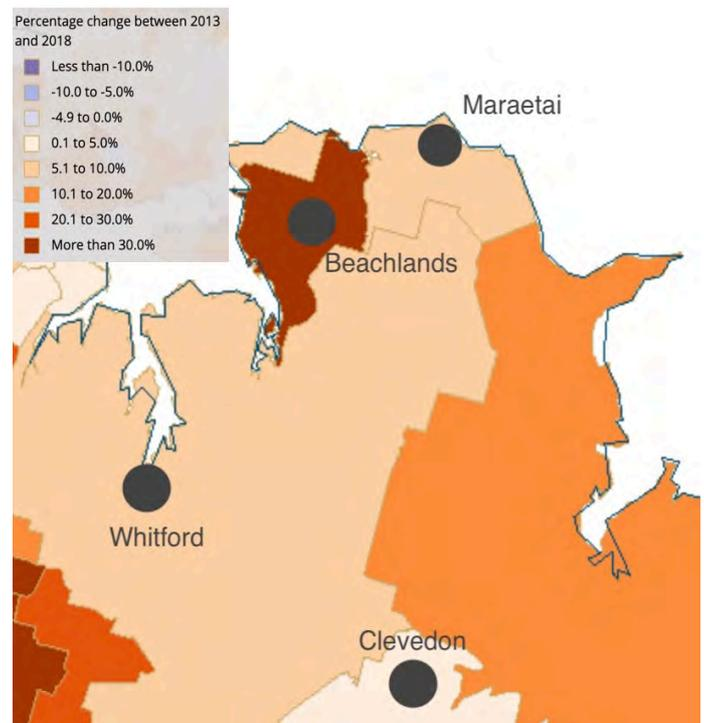 Percentage change between 2013
and 2018
Less than -10.0%
-10.0 to -5.0%
-4.9 to 0.0%
0.1 to 5.0%
5.1 to 10.0%
10.1 to 20.0%
20.1 to 30.0%
More than 30.0%
Maraetai
Beachlands
Whitford
Clevedon